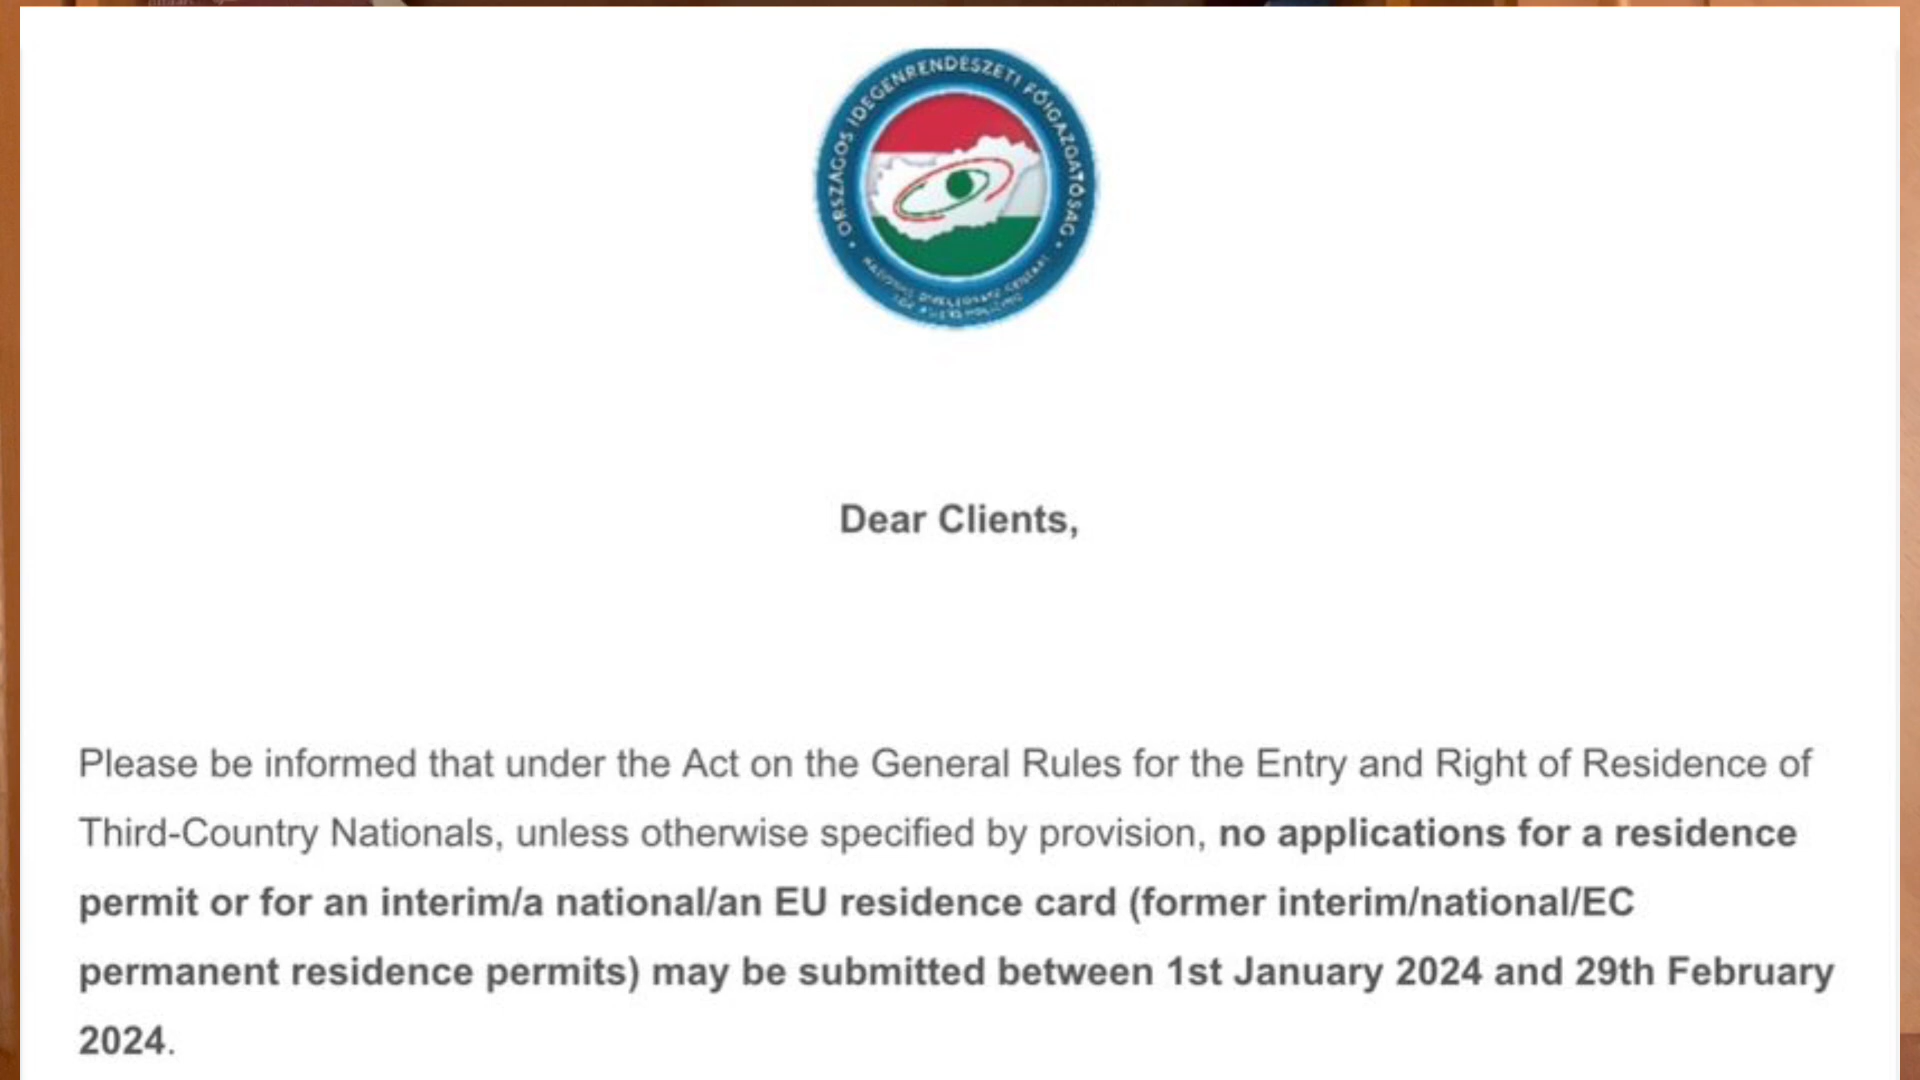 • ORSZÁGOS IDEGENRENDÉSZETI FŐIGAZGATÓSÁG •
Dear Clients,
Please be informed that under the Act on the General Rules for the Entry and Right of Residence of
Third-Country Nationals, unless otherwise specified by provision, no applications for a residence
permit or for an interim/a national/an EU residence card (former interim/national/EC
permanent residence permits) may be submitted between 1st January 2024 and 29th February
2024.